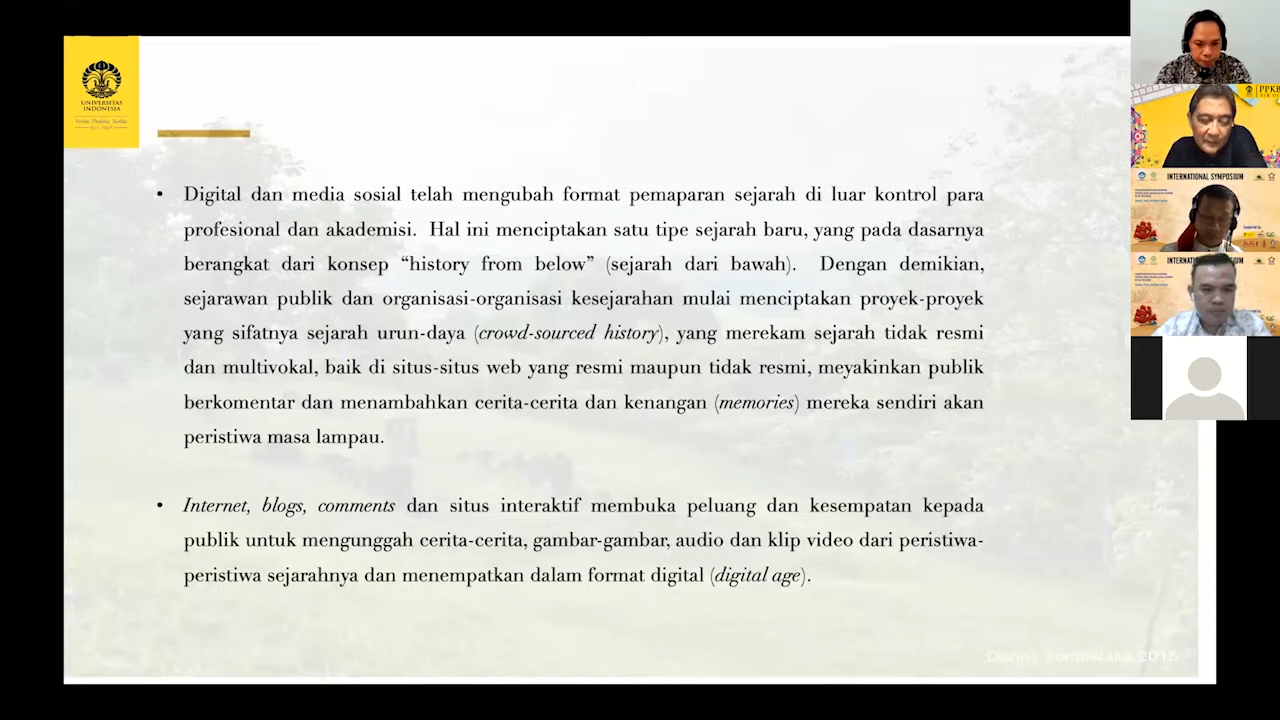 UNIVERSITAS
INDONESIA
• Digital dan media sosial telah mengubah format pemaparan sejarah di luar kontrol para
profesional dan akademisi. Hal ini menciptakan satu tipe sejarah baru, yang pada dasarnya
berangkat dari konsep “history from below” (sejarah dari bawah). Dengan demikian,
sejarawan publik dan organisasi-organisasi kesejarahan mulai menciptakan proyek-proyek
yang sifatnya sejarah urun-daya (crowd-sourced history), yang merekam sejarah tidak resmi
dan multivokal, baik di situs-situs web yang resmi maupun tidak resmi, meyakinkan publik
berkomentar dan menambahkan cerita-cerita dan kenangan (memories) mereka sendiri akan
peristiwa masa lampau.
• Internet, blogs, comments dan situs interaktif membuka peluang dan kesempatan kepada
publik untuk mengunggah cerita-cerita, gambar-gambar, audio dan klip video dari peristiwa-
peristiwa sejarahnya dan menempatkan dalam format digital (digital age).
INTERNATIONAL SYMPOSIUM